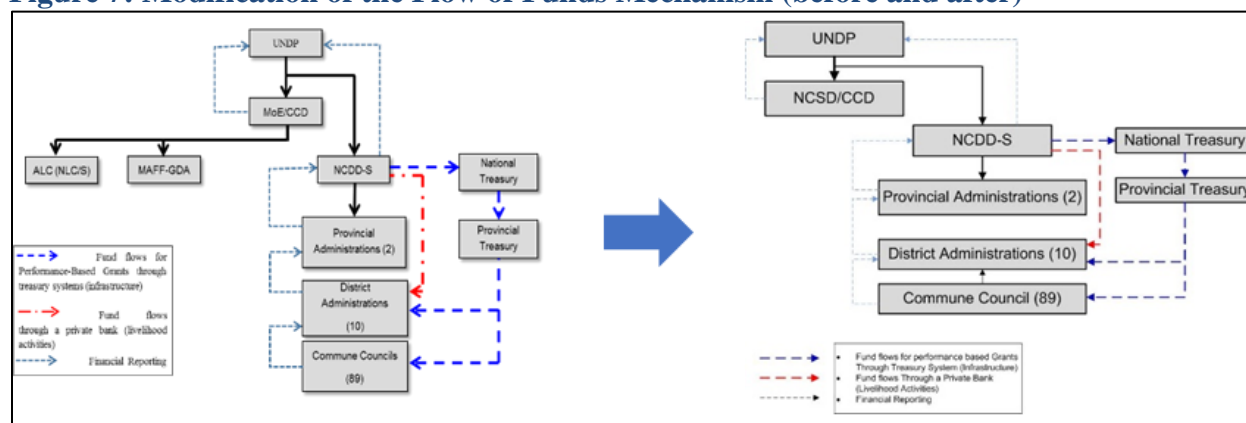 Figure 7: Modification of the Flow of Funds Mechanism (before and after)
UNDP
MoE/CCD
ALC (NLC/S)
MAFF-GDA
NCDD-S
National
Treasury
Provincial
Administrations (2)
Provincial
Treasury
District
Administrations
(10)
Commune Councils
(89)
Fund flows for
Performance-Based Grants through
treasury systems (infrastructure)
Fund flows
through a private bank (livelihood
activities)
Financial Reporting
UNDP
NCSD/CCD
NCDD-S
National Treasury
Provincial Administrations (2)
Provincial Treasury
District Administrations (10)
Commune Council (89)
• Fund flows for performance based Grants
Through Treasury System (Infrastructure)
• Fund flows Through a Private Bank
(Livelihood Activities)
• Financial Reporting